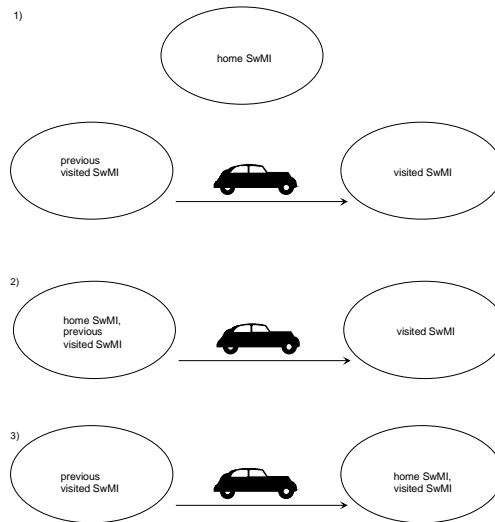 1)
home SwMI
previous
visited SwMI
visited SwMI
2)
home SwMI,
previous
visited SwMI
visited SwMI
3)
previous
visited SwMI
home SwMI,
visited SwMI